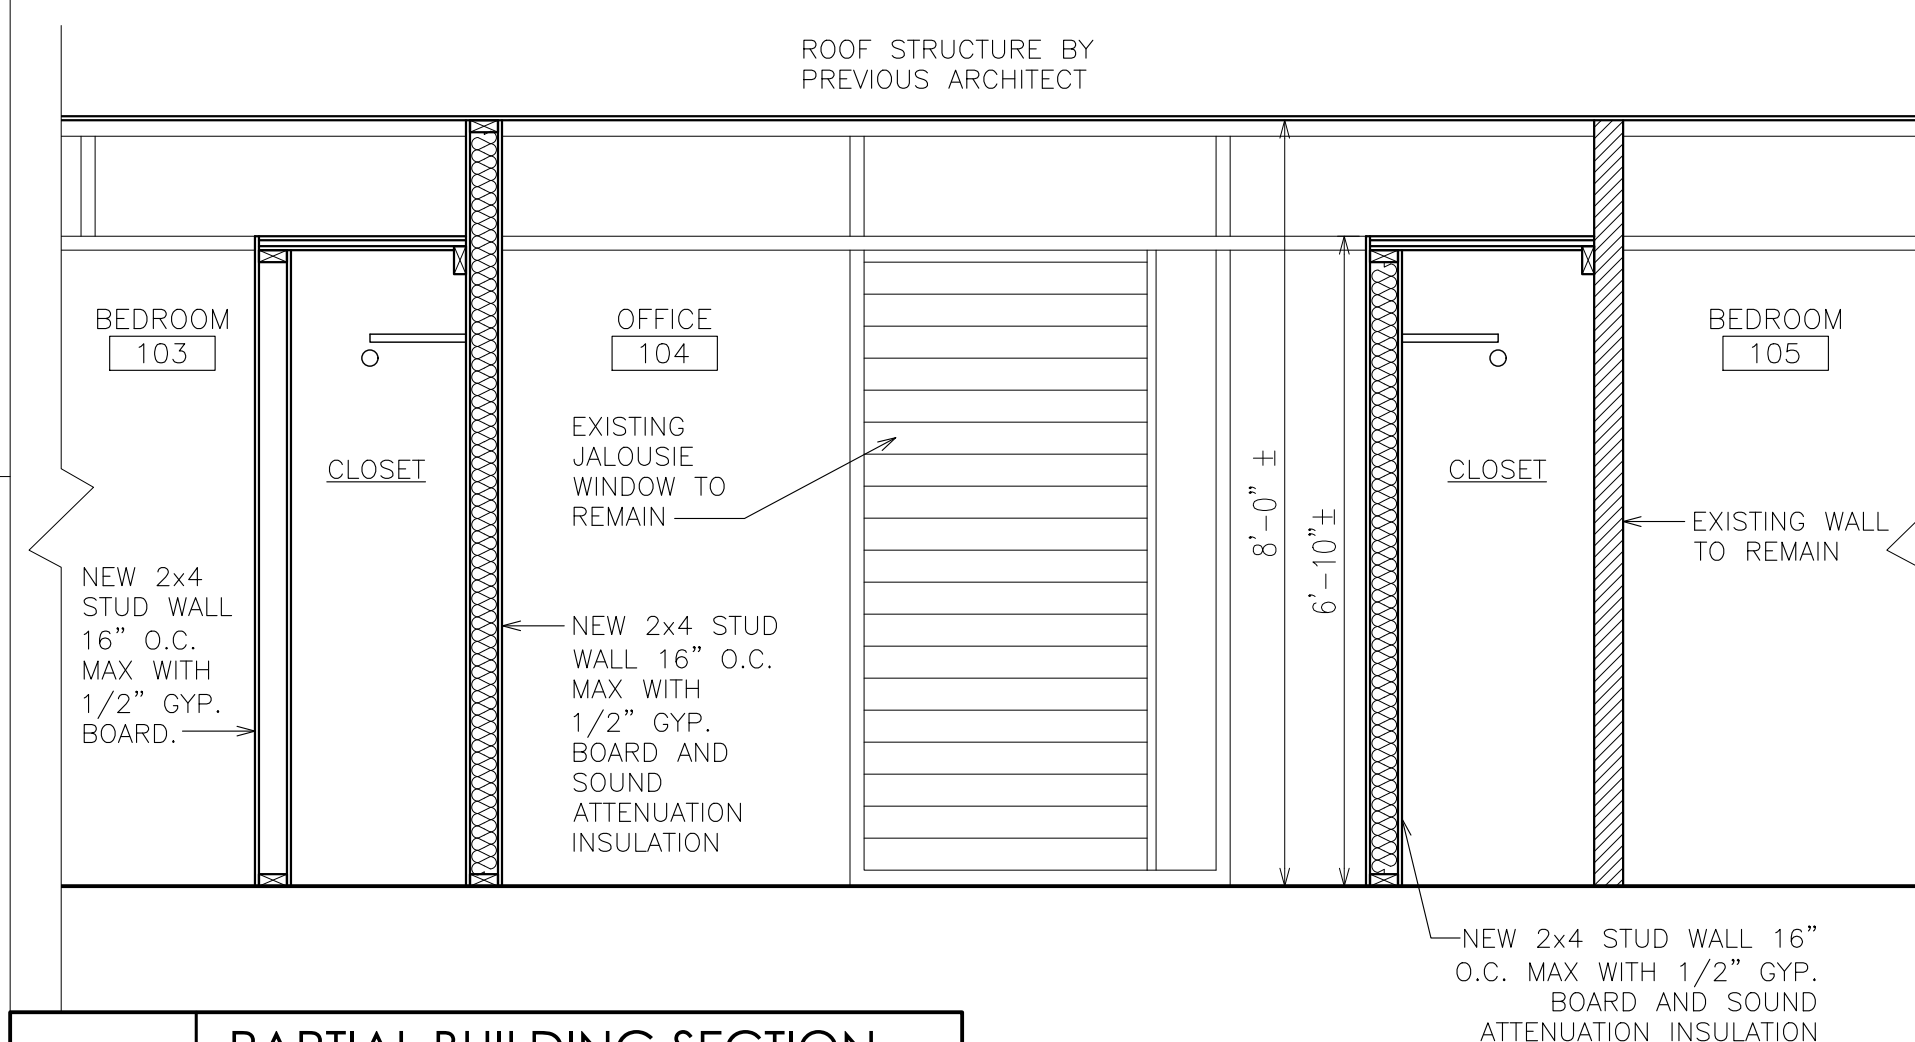 ROOF STRUCTURE BY
PREVIOUS ARCHITECT
BEDROOM
103
OFFICE
104
BEDROOM
105
EXISTING
JALOUSIE
WINDOW TO
REMAIN
CLOSET
CLOSET
8'-0" ±
6'-10"±
EXISTING WALL
TO REMAIN
NEW 2x4
STUD WALL
16" O.C.
MAX WITH
1/2" GYP.
BOARD.
NEW 2x4 STUD
WALL 16" O.C.
MAX WITH
1/2" GYP.
BOARD AND
SOUND
ATTENUATION
INSULATION
NEW 2x4 STUD WALL 16"
O.C. MAX WITH 1/2" GYP.
BOARD AND SOUND
ATTENUATION INSULATION
PARTIAL BUILDING SECTION